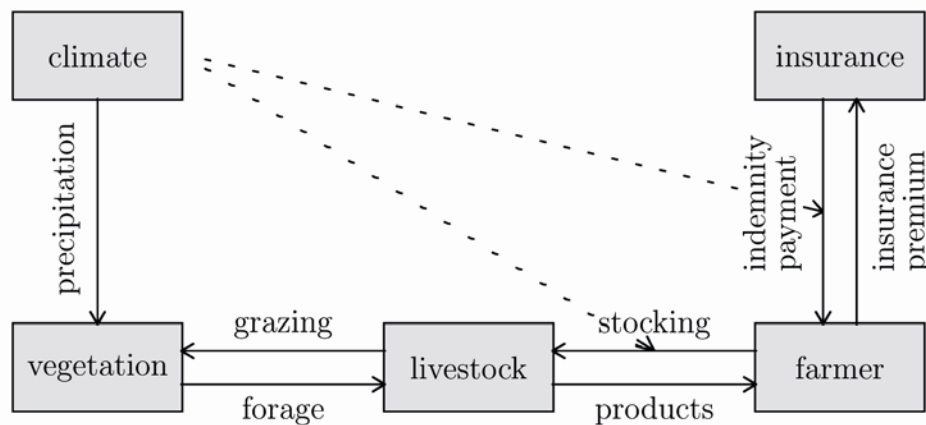 climate
insurance
precipitation
indemnity
payment
insurance
premium
grazing
stocking
vegetation
livestock
farmer
forage
products